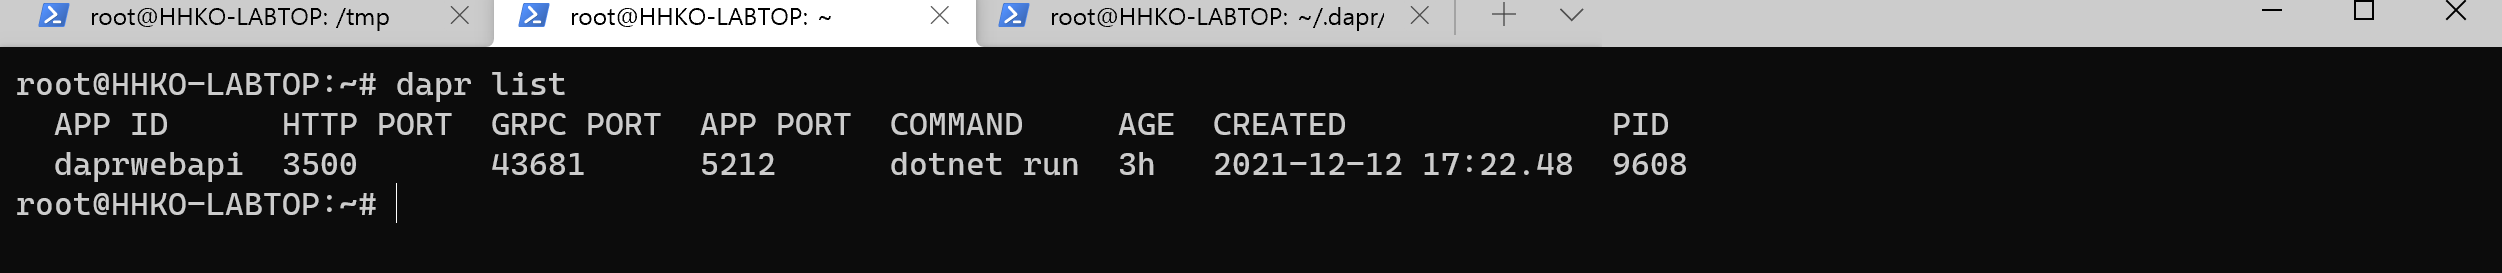 root@HHKO-LABTOP: /tmp
root@HHKO-LABTOP: ~
root@HHKO-LABTOP: ~/.dapr/
root@HHKO-LABTOP:~# dapr list
APP ID HTTP PORT GRPC PORT APP PORT COMMAND AGE CREATED PID
daprwebapi 3500 43681 5212 dotnet run 3h 2021-12-12 17:22.48 9608
root@HHKO-LABTOP:~#